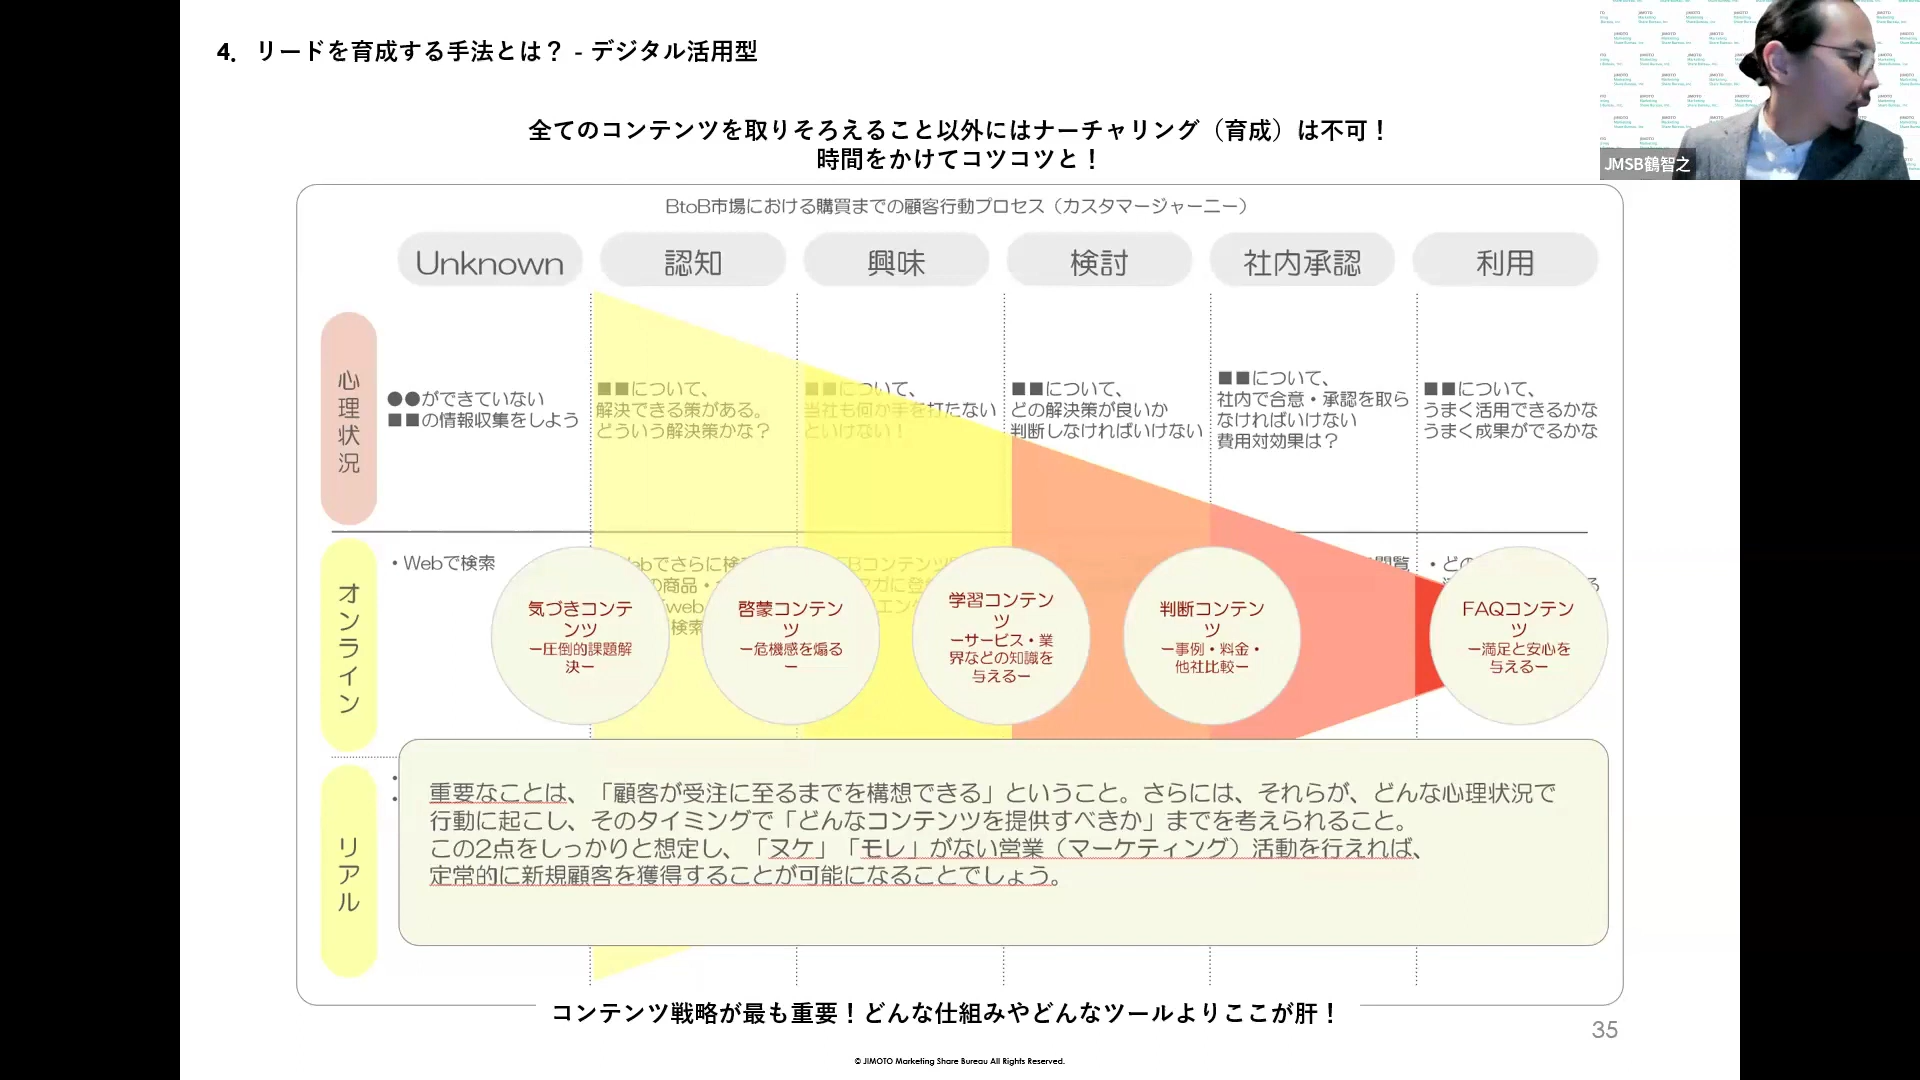 4. リードを育成する手法とは？ - デジタル活用型
全てのコンテンツを取りそろえること以外にはナーチャリング（育成）は不可！
時間をかけてコツコツと！
JMSB鶴智之
BtoB市場における購買までの顧客行動プロセス（カスタマージャーニー）
Unknown
認知
興味
検討
社内承認
利用
心理状況
●●ができていない
■■の情報収集をしよう
■■について、
解決できる策がある。
どういう解決策かな？
■■について、
当社も何か手を打たない
といけない！
■■について、
どの解決策が良いか
判断しなければいけない
■■について、
社内で合意・承認を取ら
なければいけない
費用対効果は？
■■について、
うまく活用できるかな
うまく成果がでるかな
オンライン
・Webで検索
気づきコンテ
ンツ
ー圧倒的課題解
決ー
啓蒙コンテン
ツ
ー危機感を煽る
ー
学習コンテン
ツ
ーサービス・業
界などの知識を
与えるー
判断コンテン
ツ
ー事例・料金・
他社比較ー
FAQコンテン
ツ
ー満足と安心を
与えるー
リアル
重要なことは、「顧客が受注に至るまでを構想できる」ということ。さらには、それらが、どんな心理状況で
行動に起こし、そのタイミングで「どんなコンテンツを提供すべきか」までを考えられること。
この2点をしっかりと想定し、「ヌケ」「モレ」がない営業（マーケティング）活動を行えれば、
定常的に新規顧客を獲得することが可能になることでしょう。
コンテンツ戦略が最も重要！どんな仕組みやどんなツールよりここが肝！
35
© JIMOTO Marketing Share Bureau All Rights Reserved.